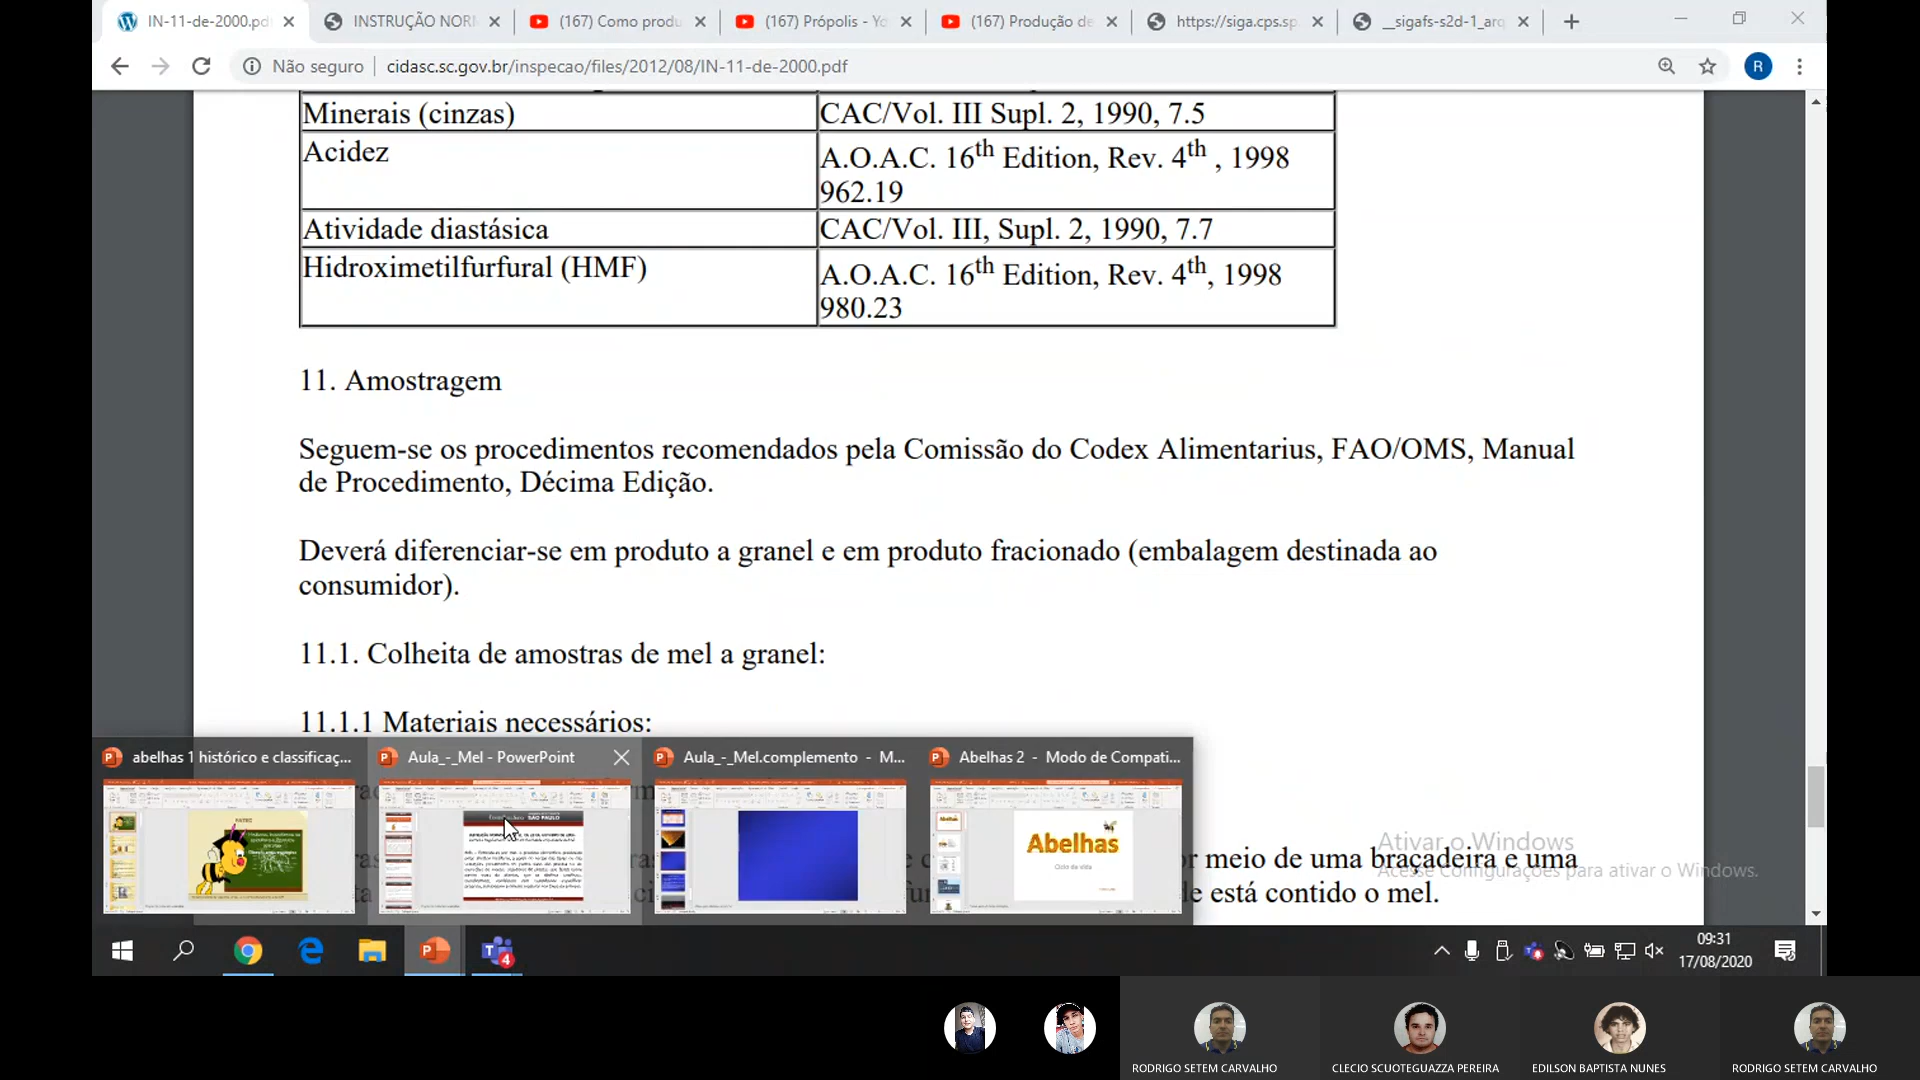 IN-11-de-2000.pd
INSTRUÇÃO NOR
(167) Como produ
(167) Própolis - Yo
(167) Produção de
https://siga.cps.sp
__sigafs-s2d-1_arq
Não seguro
cidasc.sc.gov.br/inspecao/files/2012/08/IN-11-de-2000.pdf
R
Minerais (cinzas)
CAC/Vol. III Supl. 2, 1990, 7.5
Acidez
A.O.A.C. 16th Edition, Rev. 4th , 1998
962.19
Atividade diastásica
CAC/Vol. III, Supl. 2, 1990, 7.7
Hidroximetilfurfural (HMF)
A.O.A.C. 16th Edition, Rev. 4th, 1998
980.23
11. Amostragem
Seguem-se os procedimentos recomendados pela Comissão do Codex Alimentarius, FAO/OMS, Manual
de Procedimento, Décima Edição.
Deverá diferenciar-se em produto a granel e em produto fracionado (embalagem destinada ao
consumidor).
11.1. Colheita de amostras de mel a granel:
11.1.1 Materiais necessários:
abelhas 1 histórico e classificaç...
Aula_-_Mel - PowerPoint
Aula_-_Mel.complemento - M...
Abelhas 2 - Modo de Compati...
SÃO PAULO
Abelhas
Ciclo da vida
Ativar o Windows
Acesse Configurações para ativar o Windows.
r meio de uma braçadeira e uma
e está contido o mel.
4
09:31
17/08/2020
RODRIGO SETEM CARVALHO
CLECIO SCUOTEGUAZZA PEREIRA
EDILSON BAPTISTA NUNES
RODRIGO SETEM CARVALHO